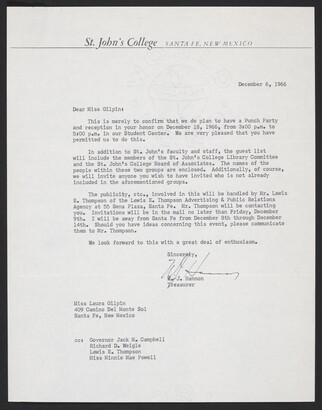 St. John's College SANTA FE, NEW MEXICO
December 6, 1966
Dear Miss Gilpin:
This is merely to confirm that we do plan to have a Punch Party
and reception in your honor on December 18, 1966, from 3:00 p.m. to
5:00 p.m. in our Student Center. We are very pleased that you have
permitted us to do this.
In addition to St. John's faculty and staff, the guest list
will include the members of the St. John's College Library Committee
and the St. John's College Board of Associates. The names of the
people within these two groups are enclosed. Additionally, of course,
we will invite anyone you wish to have invited who is not already
included in the aforementioned groups.
The publicity, etc., involved in this will be handled by Mr. Lewis
E. Thompson of the Lewis E. Thompson Advertising & Public Relations
Agency at 55 Sena Plaza, Santa Fe. Mr. Thompson will be contacting
you. Invitations will be in the mail no later than Friday, December
9th. I will be away from Santa Fe from December 8th through December
14th. Should you have ideas concerning this event, please communicate
them to Mr. Thompson.
We look forward to this with a great deal of enthusiasm.
Sincerely,
J. Hannon
Treasurer
Miss Laura Gilpin
409 Camino Del Monte Sol
Santa Fe, New Mexico
cc: Governor Jack M. Campbell
Richard D. Weigle
Lewis E. Thompson
Miss Minnie Mae Powell